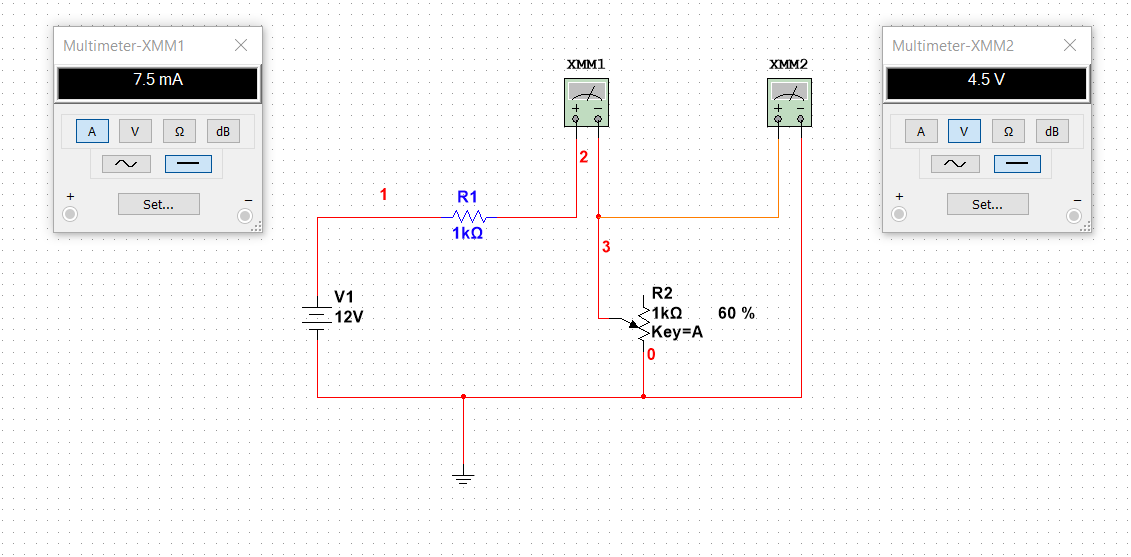 Multimeter-XMM1
7.5 mA
A V Ω dB
+ −
Set...
XMM1
+ −
XMM2
+ −
Multimeter-XMM2
4.5 V
A V Ω dB
+ −
Set...
1
R1
1kΩ
2
3
V1
12V
R2
1kΩ 60 %
Key=A
0